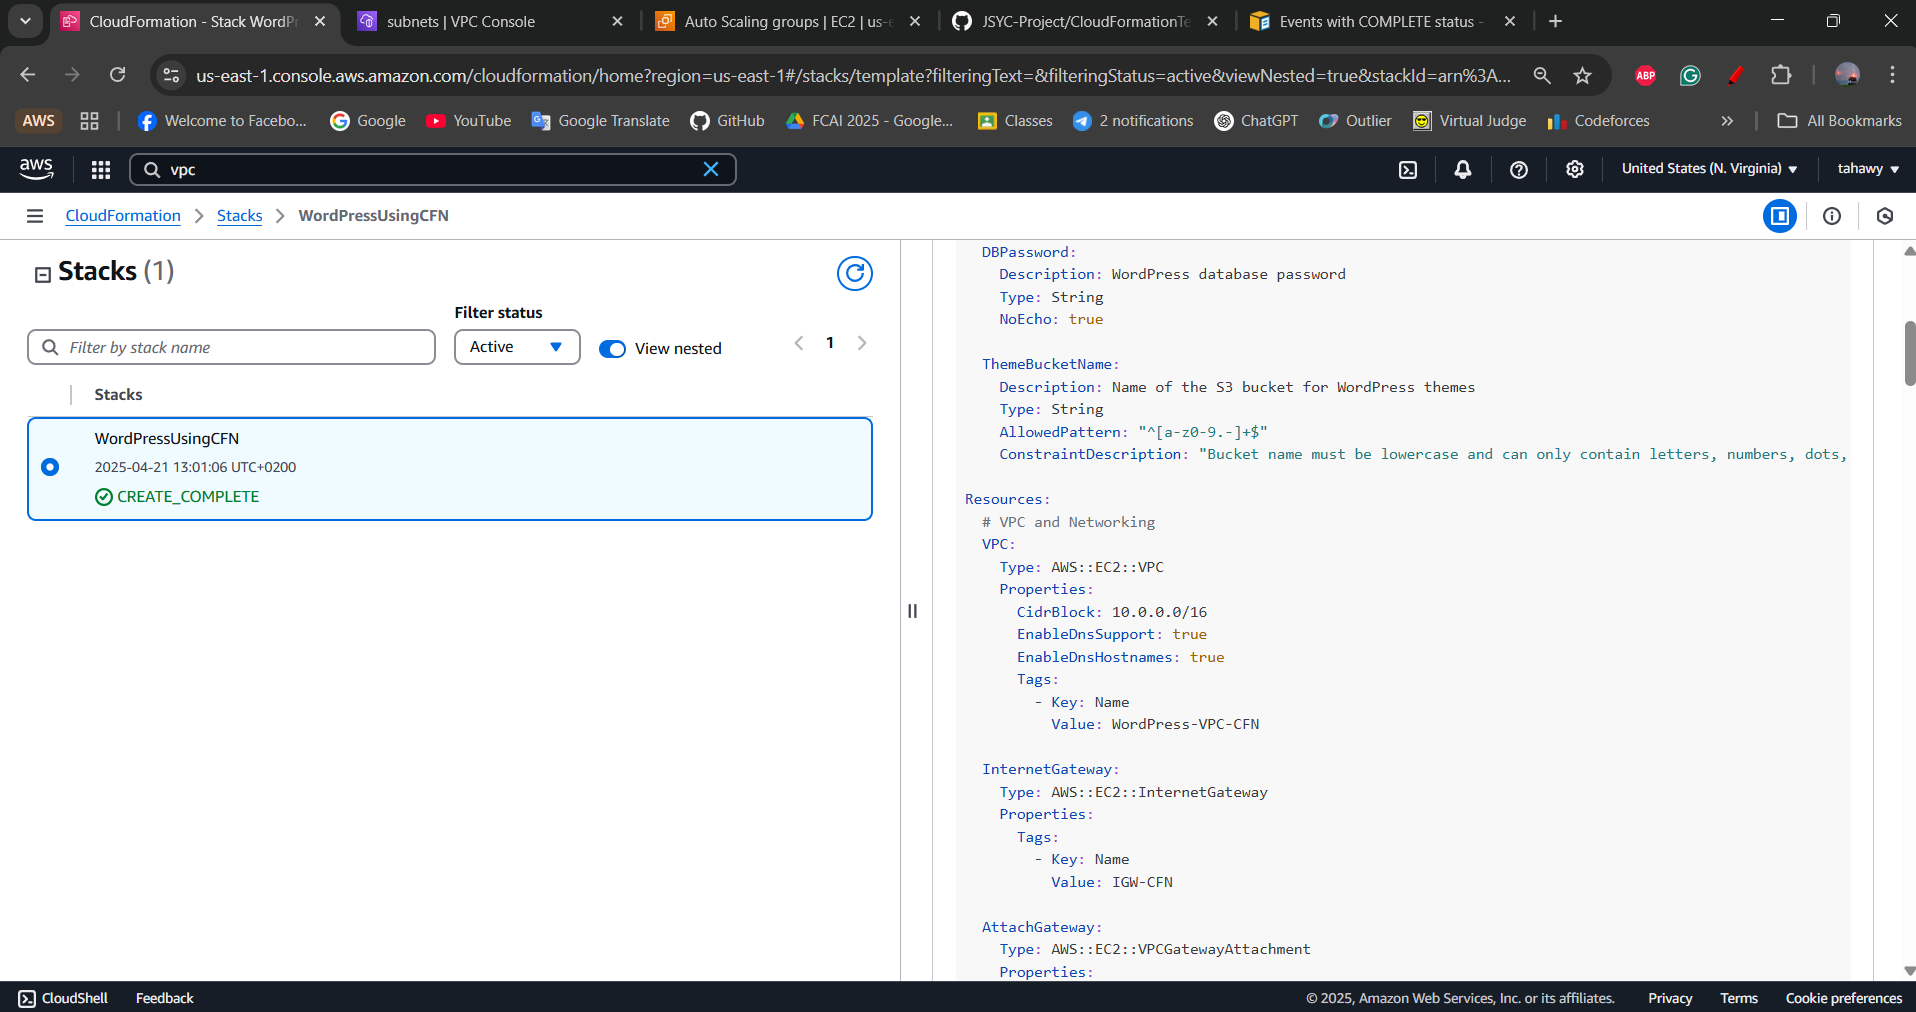 CloudFormation - Stack WordPr
subnets | VPC Console
Auto Scaling groups | EC2 | us-e
JSYC-Project/CloudFormationTe
Events with COMPLETE status -
us-east-1.console.aws.amazon.com/cloudformation/home?region=us-east-1#/stacks/template?filteringText=&filteringStatus=active&viewNested=true&stackId=arn%3A...
ABP
AWS
Welcome to Facebo...
Google
YouTube
Google Translate
GitHub
FCAI 2025 - Google...
Classes
2 notifications
ChatGPT
Outlier
Virtual Judge
Codeforces
»
All Bookmarks
aws
vpc
United States (N. Virginia)
tahawy
CloudFormation > Stacks > WordPressUsingCFN
Stacks (1)
Filter status
Filter by stack name
Active
View nested
1
Stacks
WordPressUsingCFN
2025-04-21 13:01:06 UTC+0200
CREATE_COMPLETE
DBPassword:
Description: WordPress database password
Type: String
NoEcho: true
ThemeBucketName:
Description: Name of the S3 bucket for WordPress themes
Type: String
AllowedPattern: "^[a-z0-9.-]+$"
ConstraintDescription: "Bucket name must be lowercase and can only contain letters, numbers, dots,
Resources:
# VPC and Networking
VPC:
Type: AWS::EC2::VPC
Properties:
CidrBlock: 10.0.0.0/16
EnableDnsSupport: true
EnableDnsHostnames: true
Tags:
- Key: Name
Value: WordPress-VPC-CFN
InternetGateway:
Type: AWS::EC2::InternetGateway
Properties:
Tags:
- Key: Name
Value: IGW-CFN
AttachGateway:
Type: AWS::EC2::VPCGatewayAttachment
Properties:
CloudShell
Feedback
© 2025, Amazon Web Services, Inc. or its affiliates.
Privacy
Terms
Cookie preferences